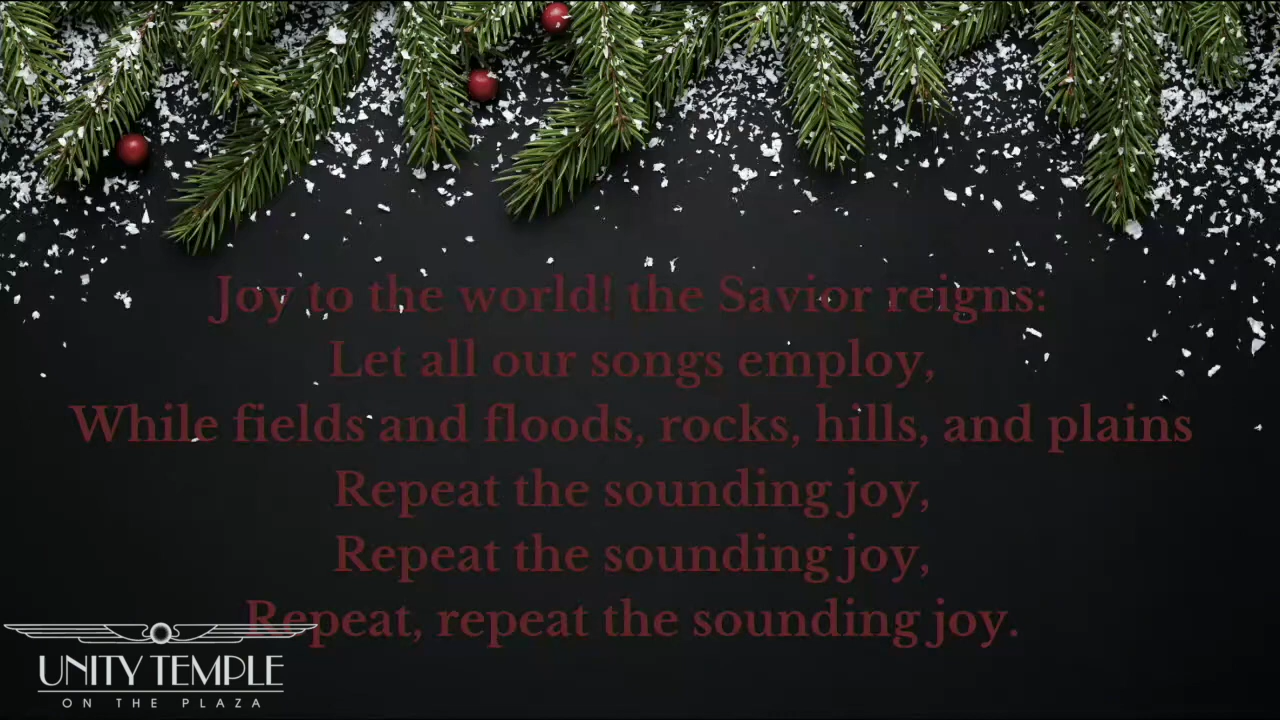 Joy to the world! the Savior reigns:
Let all our songs employ,
While fields and floods, rocks, hills, and plains
Repeat the sounding joy,
Repeat the sounding joy,
Repeat, repeat the sounding joy.
UNITY TEMPLE
ON THE PLAZA